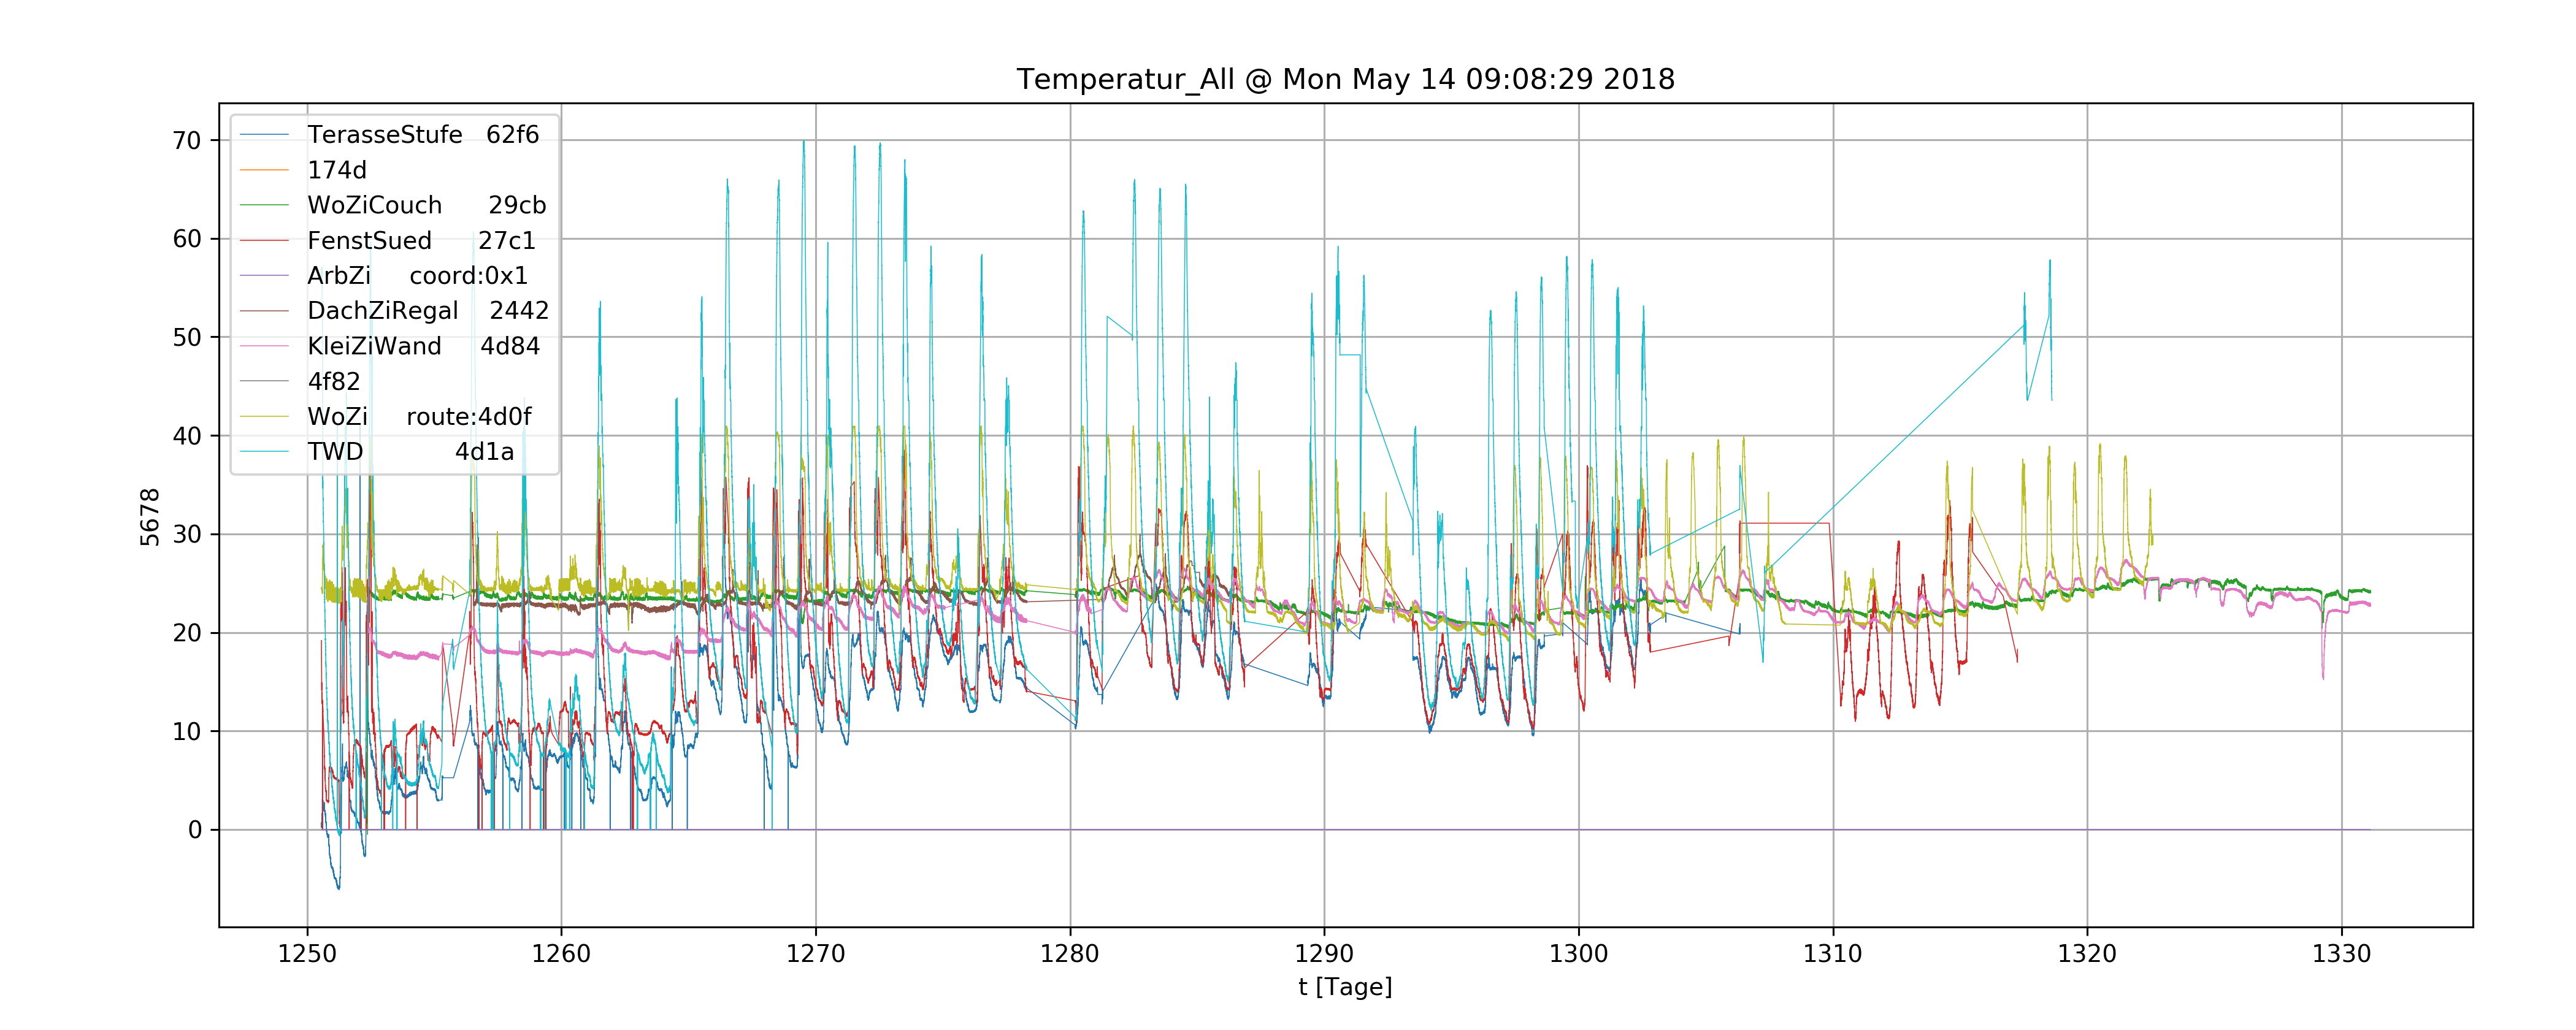 Temperatur_All @ Mon May 14 09:08:29 2018
70
60
50
40
30
20
10
0
5678
TerasseStufe 62f6
174d
WoZiCouch 29cb
FenstSued 27c1
ArbZi coord:0x1
DachZiRegal 2442
KleiZiWand 4d84
4f82
WoZi route:4d0f
TWD 4d1a
1250 1260 1270 1280 1290 1300 1310 1320 1330
t [Tage]